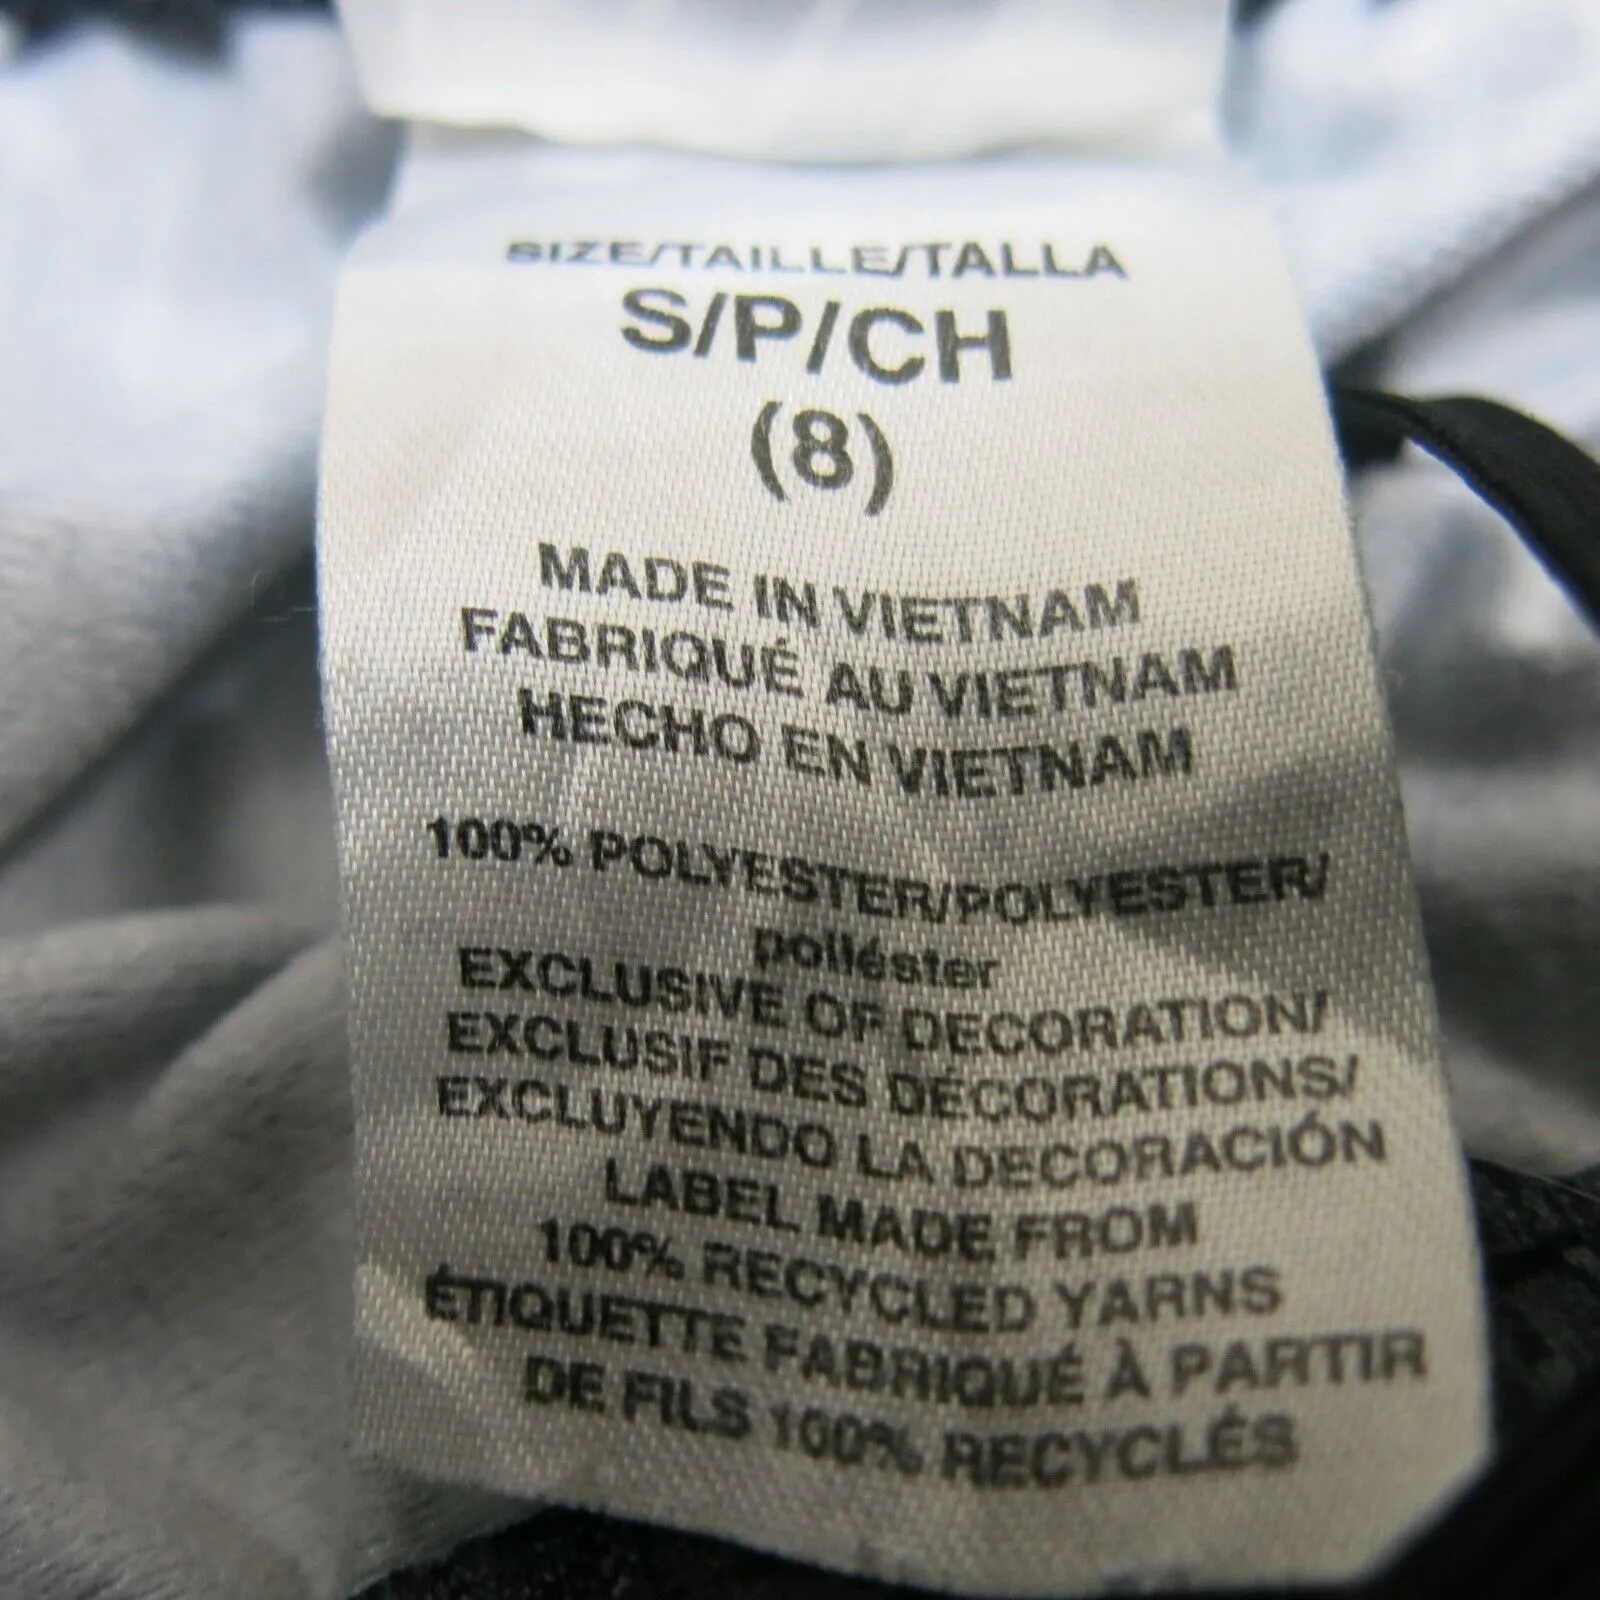 SIZE/TAILLE/TALLA
S/P/CH
(8)
MADE IN VIETNAM
FABRIQUÉ AU VIETNAM
HECHO EN VIETNAM
100% POLYESTER/POLYESTER/
poliéster
EXCLUSIVE OF DECORATION/
EXCLUSIF DES DÉCORATIONS/
EXCLUYENDO LA DECORACIÓN
LABEL MADE FROM
100% RECYCLED YARNS
ÉTIQUETTE FABRIQUÉ À PARTIR
DE FILS 100% RECYCLÉS